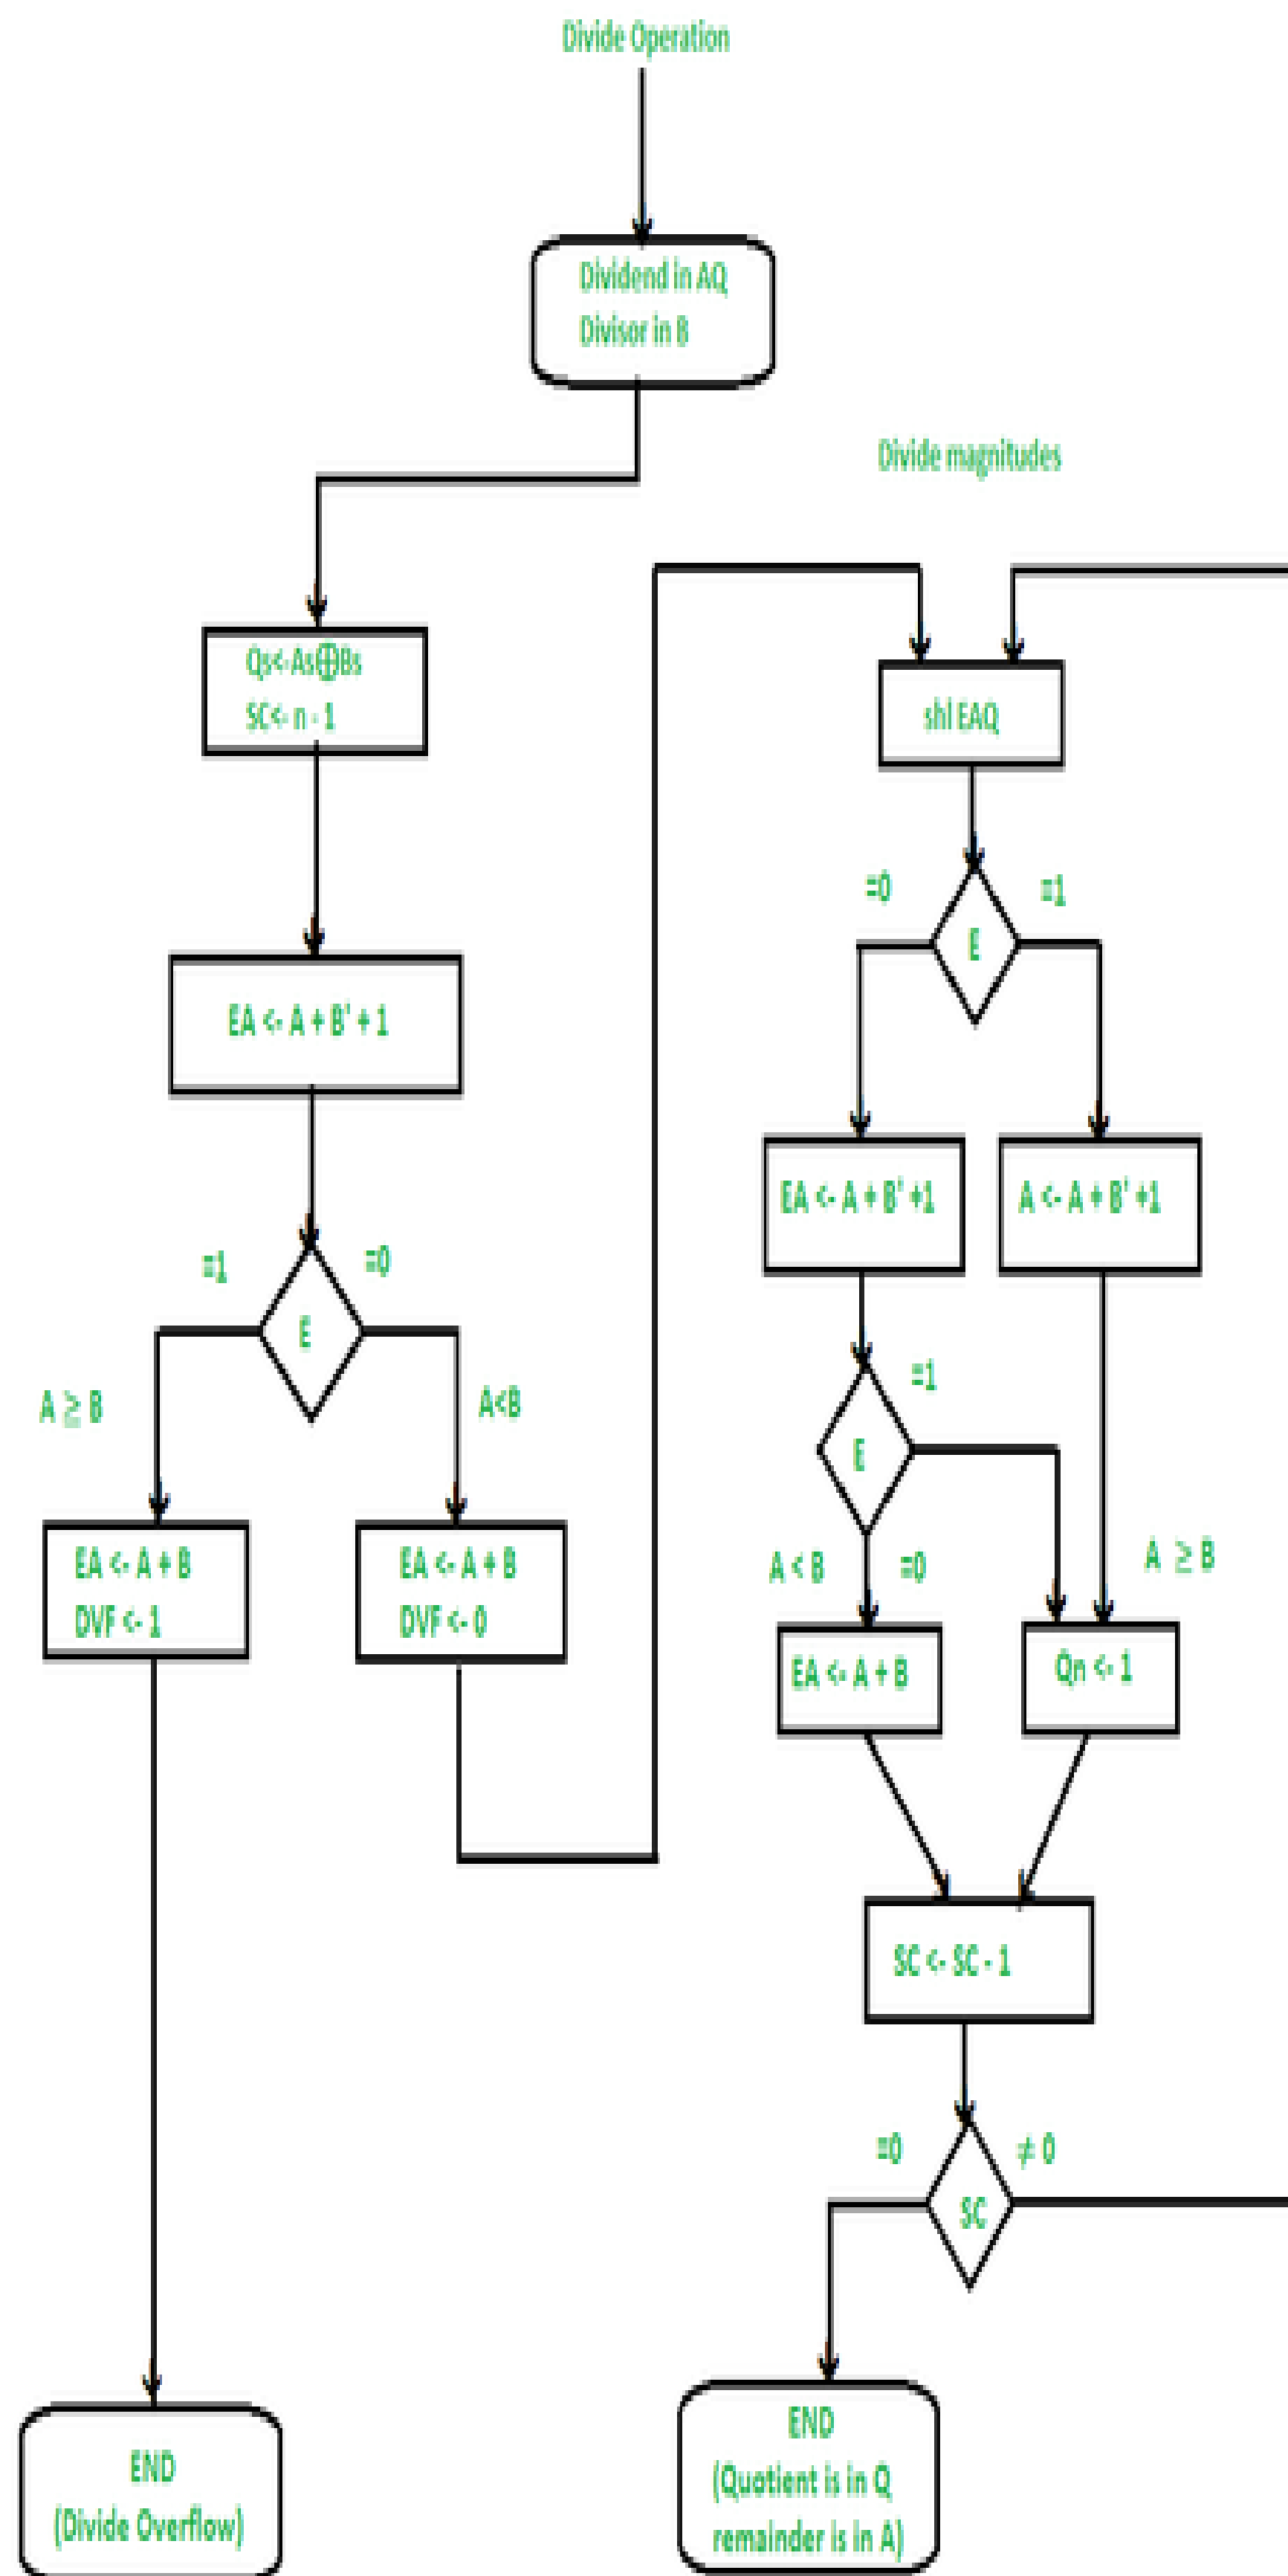 Divide Operation
Dividend in AQ
Divisor in B
Divide magnitudes
Qs<-As⊕Bs
SC<- n - 1
EA <- A + B' + 1
=1
=0
E
A ≥ B
A<B
EA <- A + B
DVF <- 1
EA <- A + B
DVF <- 0
END
(Divide Overflow)
shl EAQ
=0
=1
E
EA <- A + B' +1
A <- A + B' +1
=1
E
A < B
=0
A ≥ B
EA <- A + B
Qn <- 1
SC <- SC - 1
=0
≠ 0
SC
END
(Quotient is in Q
remainder is in A)